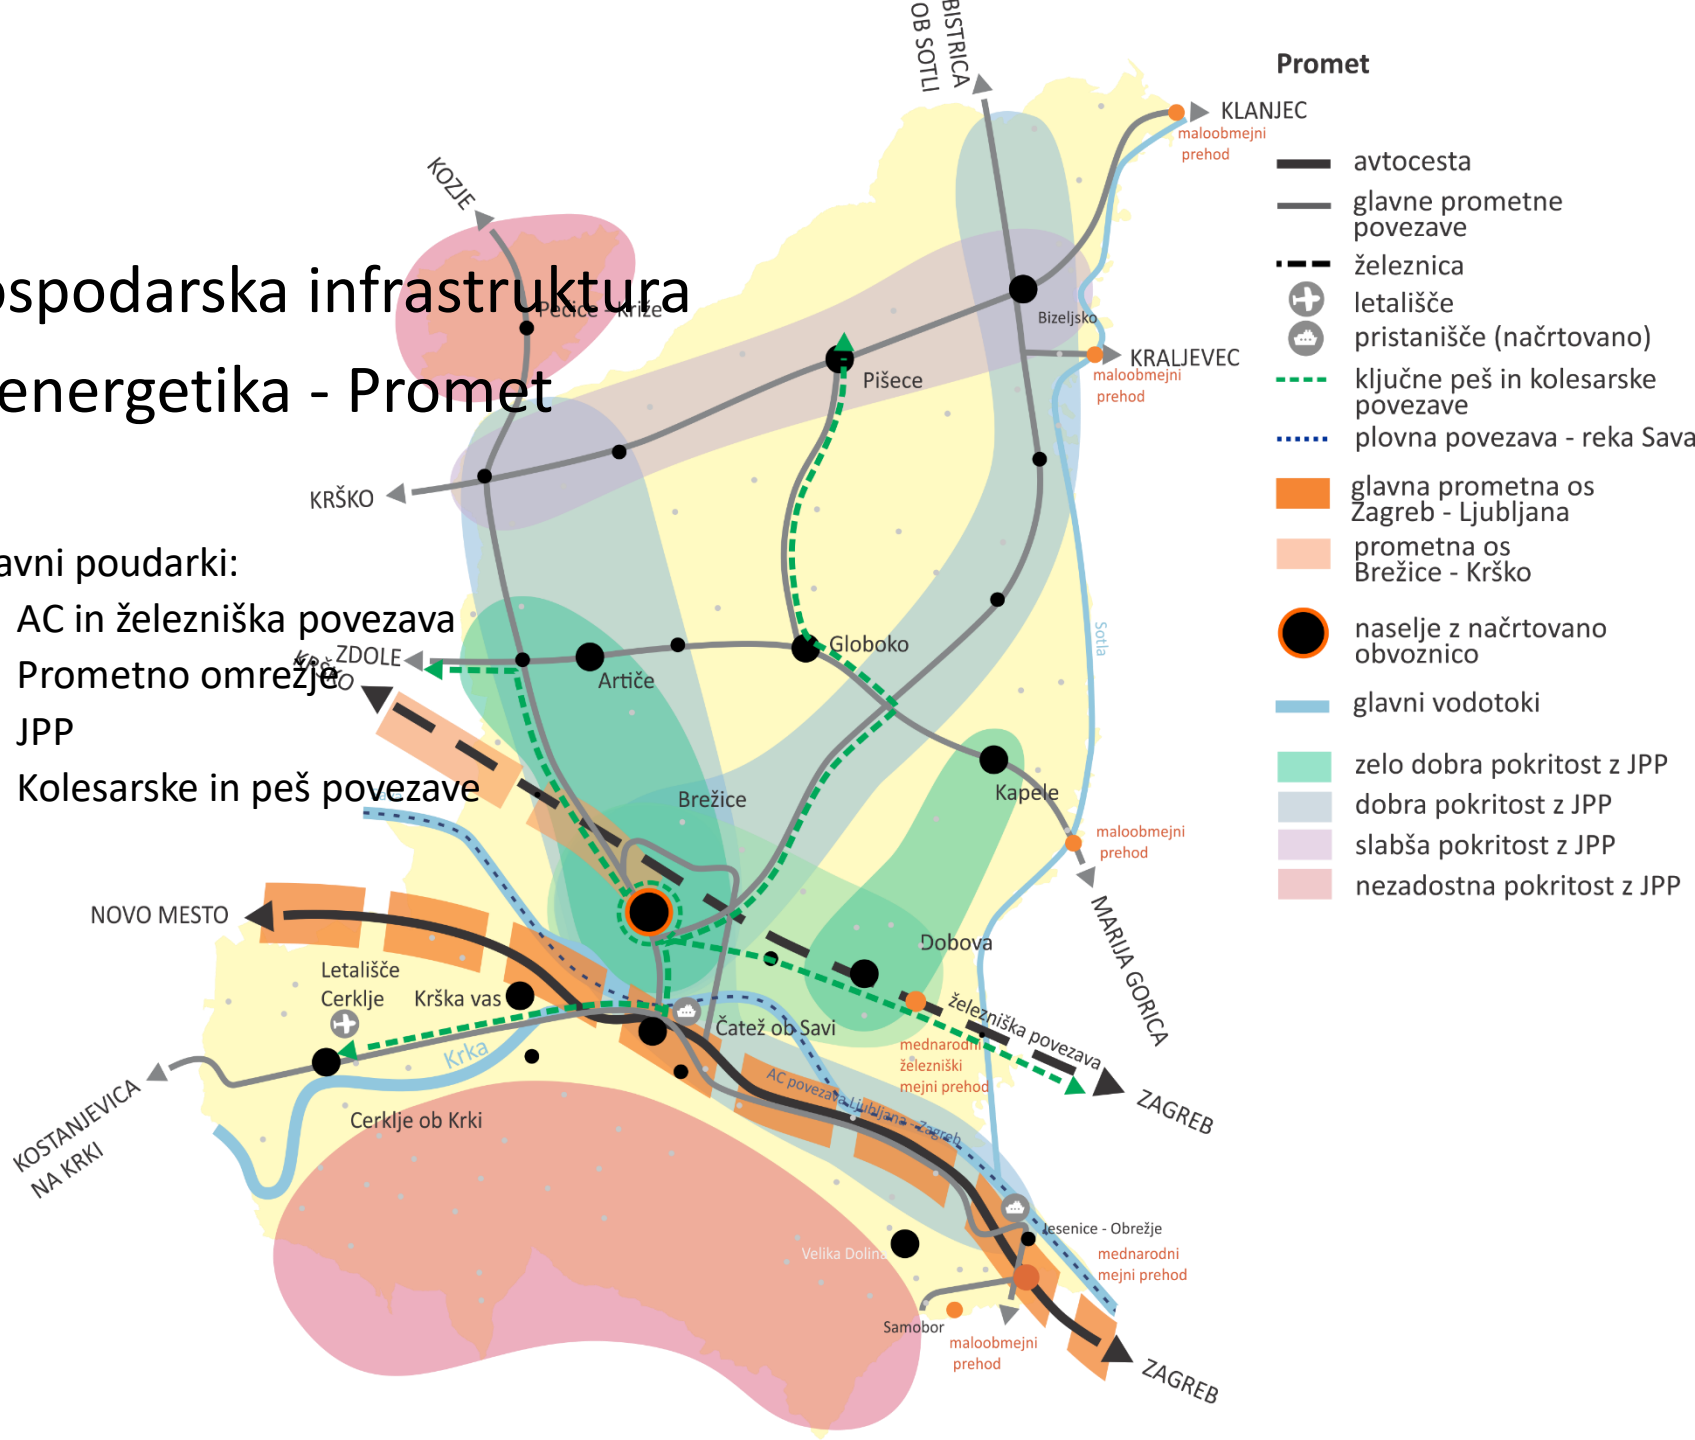 BISTRICA
OB SOTLI
KLANJEC
maloobmejni
prehod
KOZJE
ospodarska infrastruktura
Pečice - Križe
energetika - Promet
Bizeljsko
KRALJEVEC
maloobmejni
prehod
Pišece
KRŠKO
avni poudarki:
AC in železniška povezava
Prometno omrežje
JPP
Kolesarske in peš povezave
ZDOLE
KRŠKO
Artiče
Globoko
Sotla
Brežice
Kapele
maloobmejni
prehod
MARIJA GORICA
NOVO MESTO
Letališče
Cerklje
Krška vas
Dobova
Čatež ob Savi
železniška povezava
mednarodni
železniški
mejni prehod
ZAGREB
Krka
AC povezava Ljubljana - Zagreb
KOSTANJEVICA
NA KRKI
Cerklje ob Krki
Velika Dolina
Jesenice - Obrežje
mednarodni
mejni prehod
Samobor
maloobmejni
prehod
ZAGREB
Promet
avtocesta
glavne prometne
povezave
železnica
letališče
pristanišče (načrtovano)
ključne peš in kolesarske
povezave
plovna povezava - reka Sava
glavna prometna os
Zagreb - Ljubljana
prometna os
Brežice - Krško
naselje z načrtovano
obvoznico
glavni vodotoki
zelo dobra pokritost z JPP
dobra pokritost z JPP
slabša pokritost z JPP
nezadostna pokritost z JPP